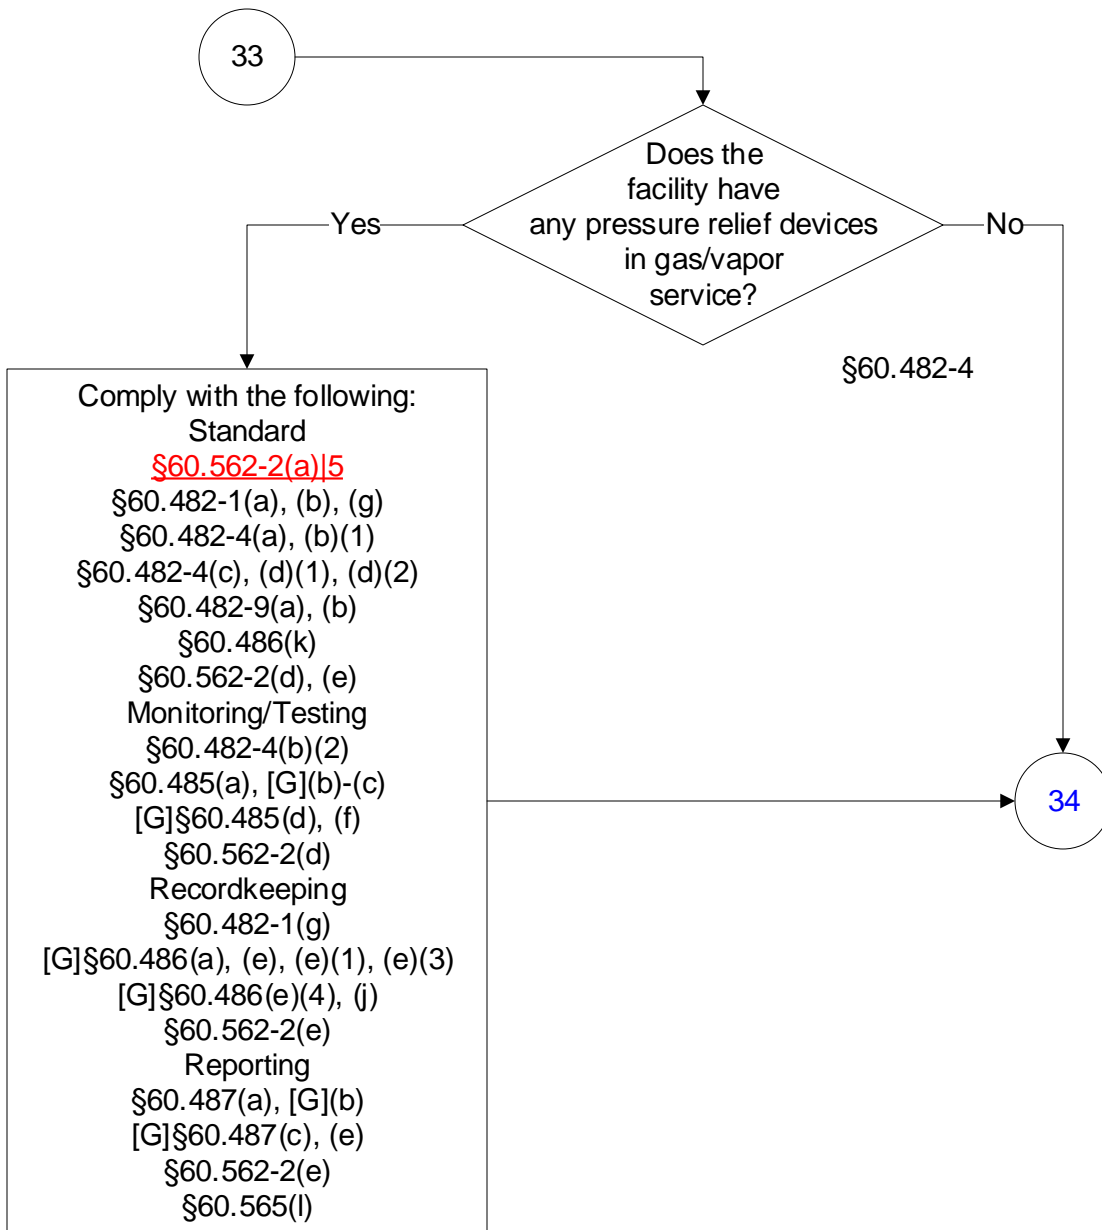 33
Does the
facility have
any pressure relief devices
in gas/vapor
service?
Yes
No
§60.482-4
Comply with the following:
Standard
§60.562-2(a)|5
§60.482-1(a), (b), (g)
§60.482-4(a), (b)(1)
§60.482-4(c), (d)(1), (d)(2)
§60.482-9(a), (b)
§60.486(k)
§60.562-2(d), (e)
Monitoring/Testing
§60.482-4(b)(2)
§60.485(a), [G](b)-(c)
[G]§60.485(d), (f)
§60.562-2(d)
Recordkeeping
§60.482-1(g)
[G]§60.486(a), (e), (e)(1), (e)(3)
[G]§60.486(e)(4), (j)
§60.562-2(e)
Reporting
§60.487(a), [G](b)
[G]§60.487(c), (e)
§60.562-2(e)
§60.565(l)
34